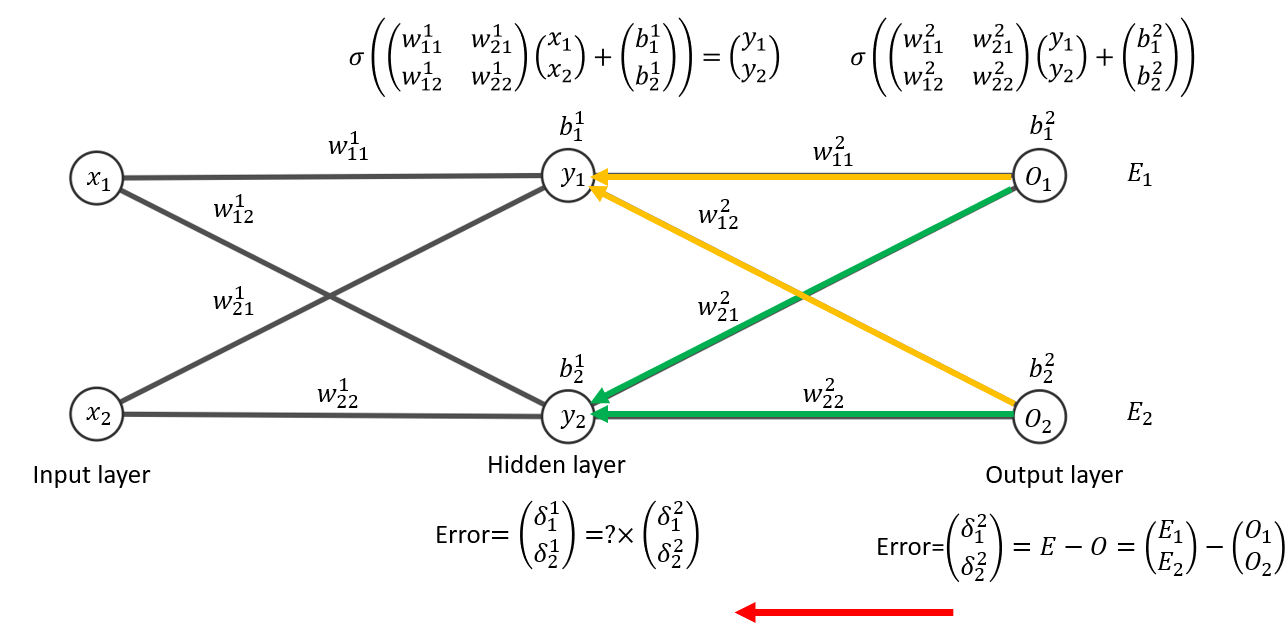 σ((w₁₁¹ w₂₁¹ / w₁₂¹ w₂₂¹)(x₁ / x₂) + (b₁¹ / b₂¹)) = (y₁ / y₂)
σ((w₁₁² w₂₁² / w₁₂² w₂₂²)(y₁ / y₂) + (b₁² / b₂²))
b₁¹
b₁²
w₁₁¹
w₁₁²
x₁
y₁
O₁
E₁
w₁₂¹
w₁₂²
w₂₁¹
w₂₁²
b₂¹
b₂²
w₂₂¹
w₂₂²
x₂
y₂
O₂
E₂
Input layer
Hidden layer
Output layer
Error= (δ₁¹ / δ₂¹) =?× (δ₁² / δ₂²)
Error=(δ₁² / δ₂²) = E − O = (E₁ / E₂) − (O₁ / O₂)